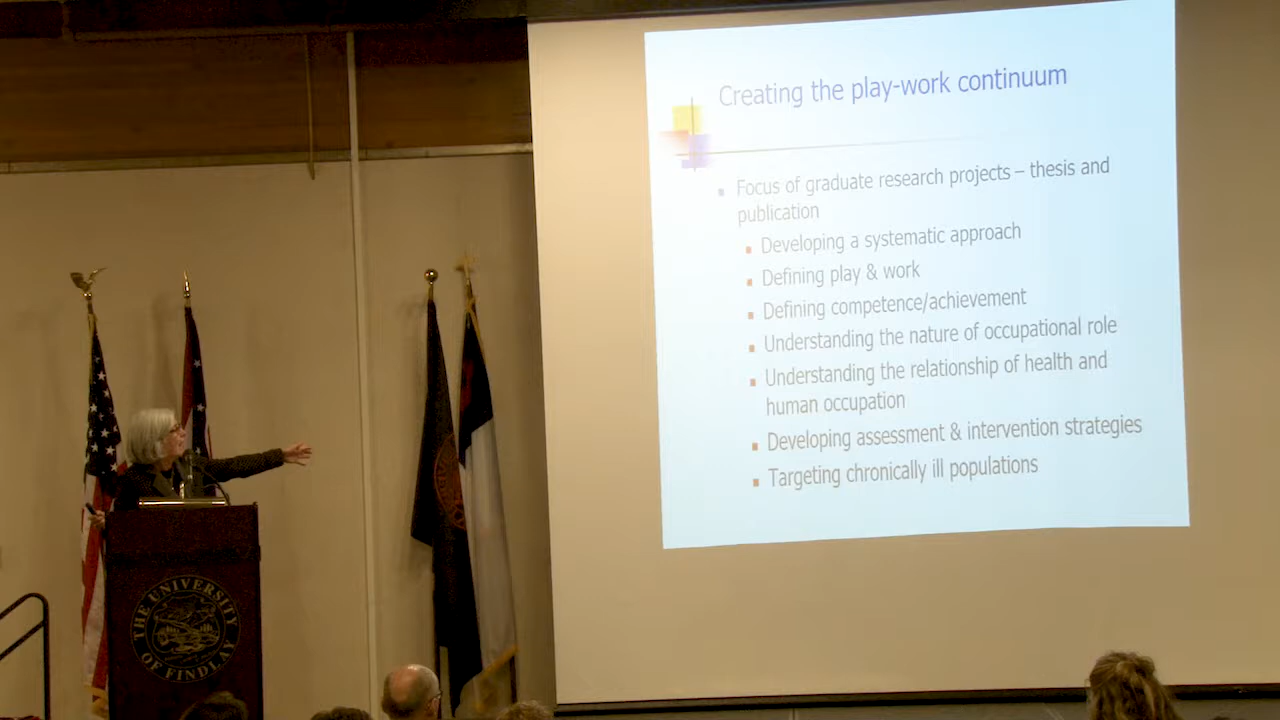 Creating the play-work continuum
Focus of graduate research projects – thesis and
publication
Developing a systematic approach
Defining play & work
Defining competence/achievement
Understanding the nature of occupational role
Understanding the relationship of health and
human occupation
Developing assessment & intervention strategies
Targeting chronically ill populations
THE UNIVERSITY
OF FINDLAY